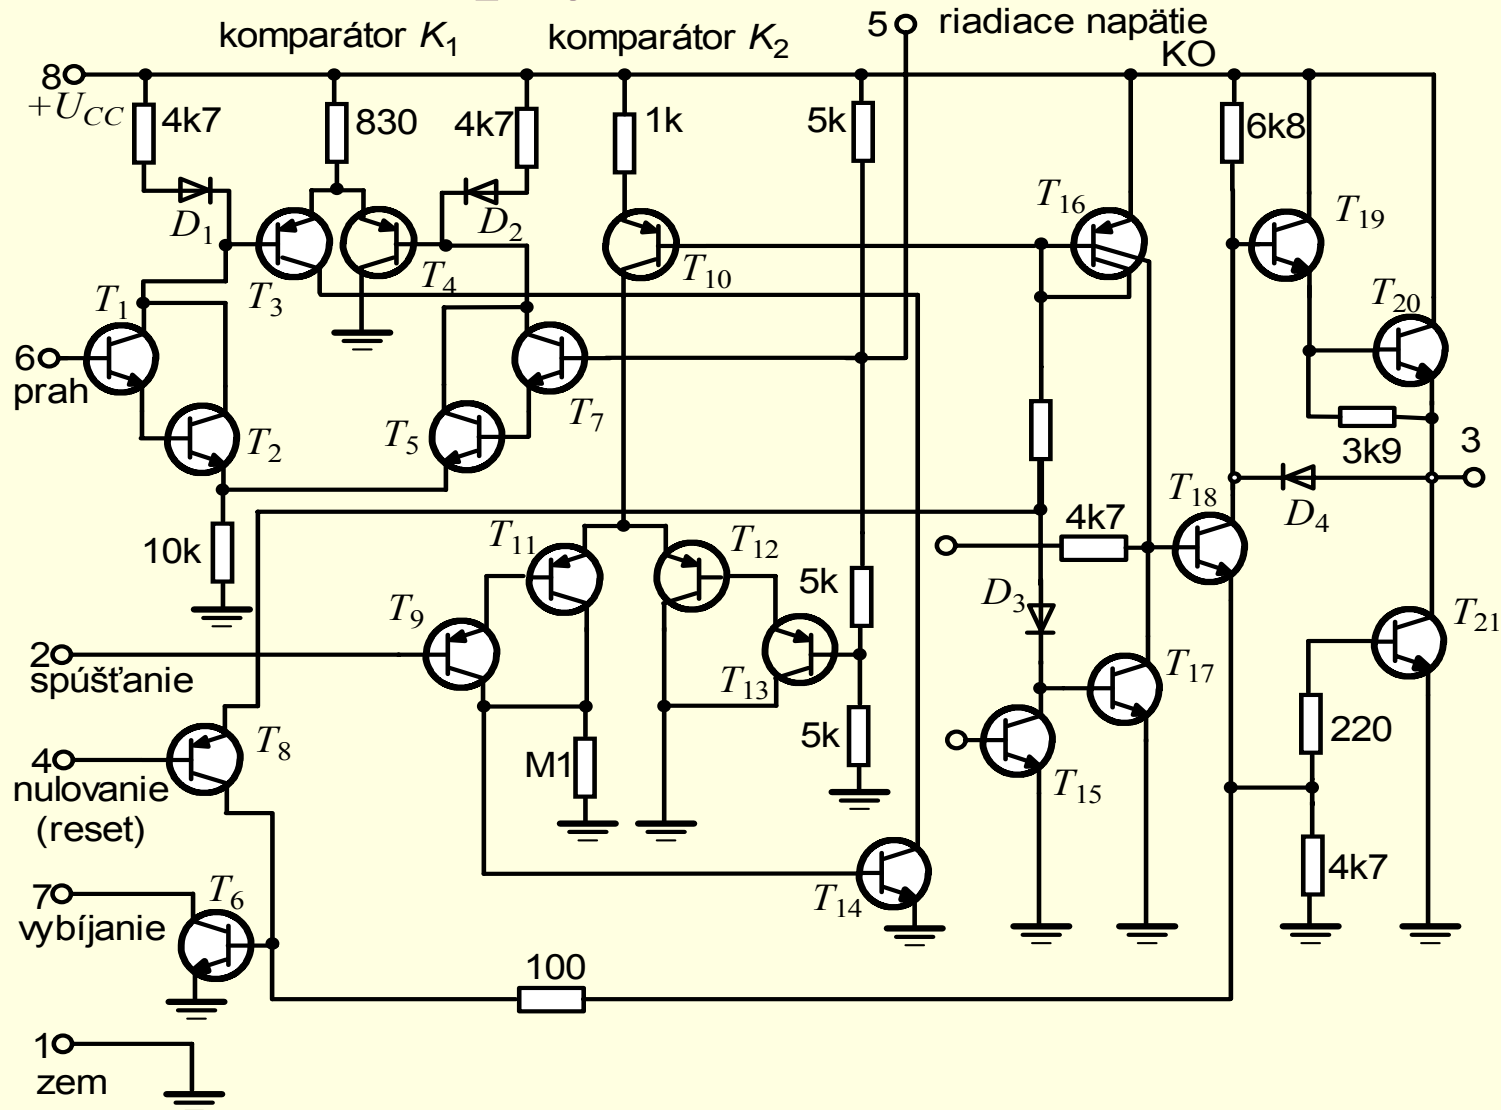 komparátor K1
komparátor K2
5
riadiace napätie
KO
8
+UCC
4k7
830
4k7
1k
5k
6k8
D1
D2
T16
T19
T1
T3
T4
T10
T20
6
prah
T2
T5
T7
3k9
3
10k
T11
T12
4k7
T18
D4
T9
5k
D3
2
spúšťanie
T13
T17
T21
4
nulovanie
(reset)
T8
M1
5k
T15
220
7
vybíjanie
T6
T14
4k7
100
1
zem